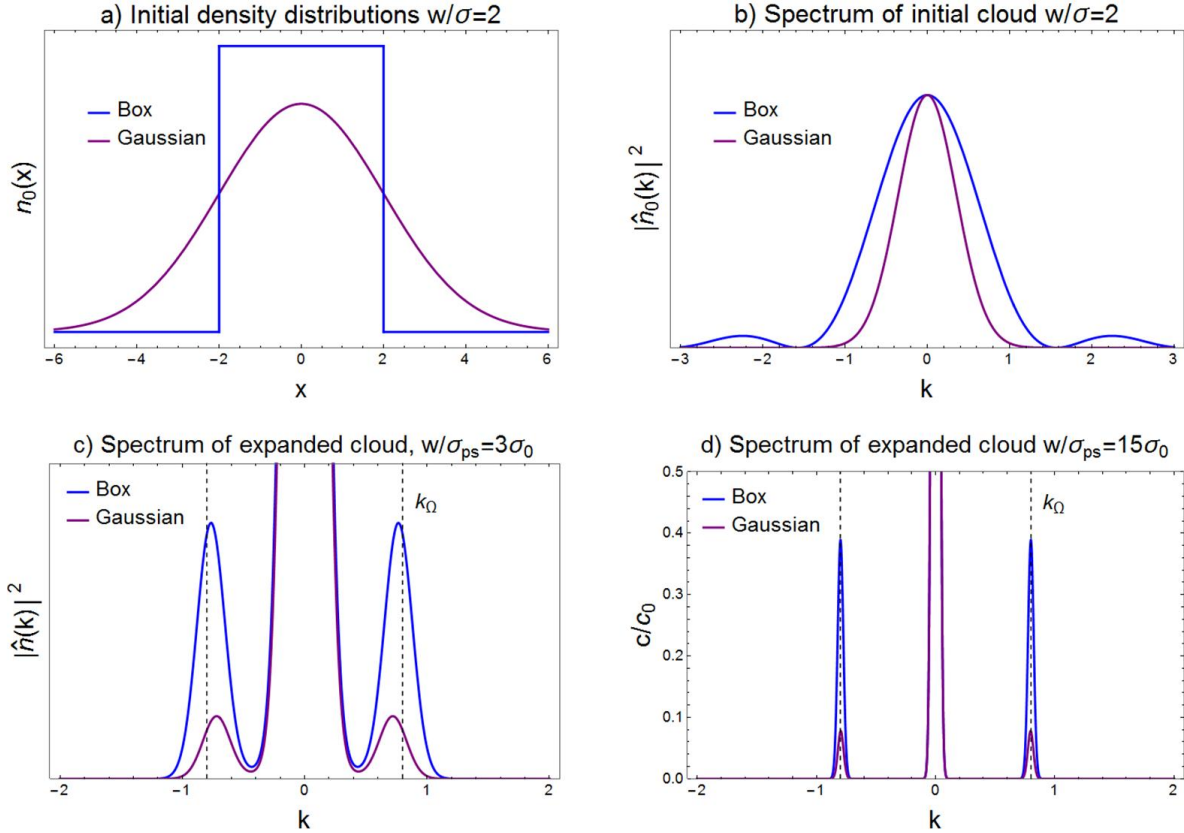 a) Initial density distributions w/σ=2
n₀(x)
Box
Gaussian
-6 -4 -2 0 2 4 6
x
b) Spectrum of initial cloud w/σ=2
|n̂₀(k)|²
Box
Gaussian
-3 -2 -1 0 1 2 3
k
c) Spectrum of expanded cloud, w/σps=3σ₀
|n̂(k)|²
Box
Gaussian
kΩ
-2 -1 0 1 2
k
d) Spectrum of expanded cloud w/σps=15σ₀
c/c₀
0.5
0.4
0.3
0.2
0.1
0.0
Box
Gaussian
kΩ
-2 -1 0 1 2
k